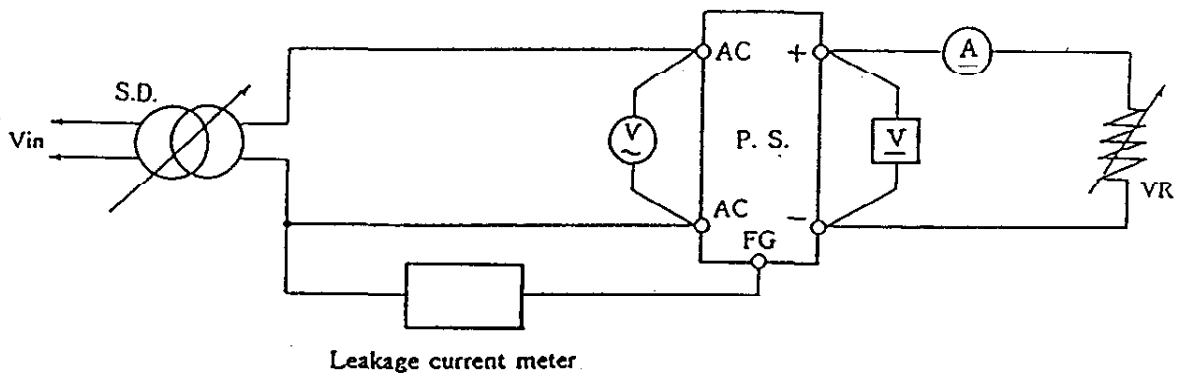 S.D.
Vin
AC
AC
V
~
P. S.
FG
+
−
V
A
VR
Leakage current meter